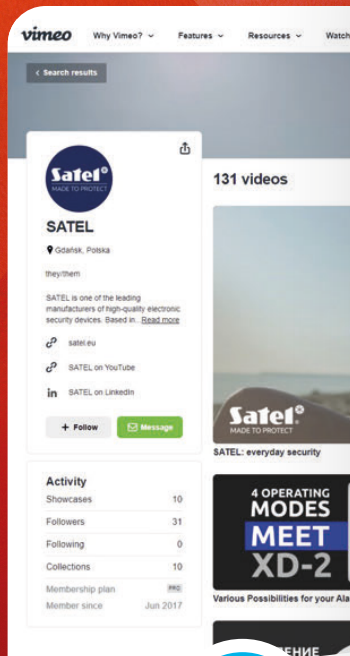 vimeo Why Vimeo? Features Resources Watch
< Search results
Satel®
MADE TO PROTECT
SATEL
Gdańsk, Polska
they/them
SATEL is one of the leading
manufacturers of high-quality electronic
security devices. Based in... Read more
satel.eu
SATEL on YouTube
in SATEL on LinkedIn
+ Follow Message
Activity
Showcases 10
Followers 31
Following 0
Collections 10
Membership plan PRO
Member since Jun 2017
131 videos
Satel®
MADE TO PROTECT
SATEL: everyday security
4 OPERATING
MODES
MEET
XD-2
Various Possibilities for your Ala
ЕНИЕ